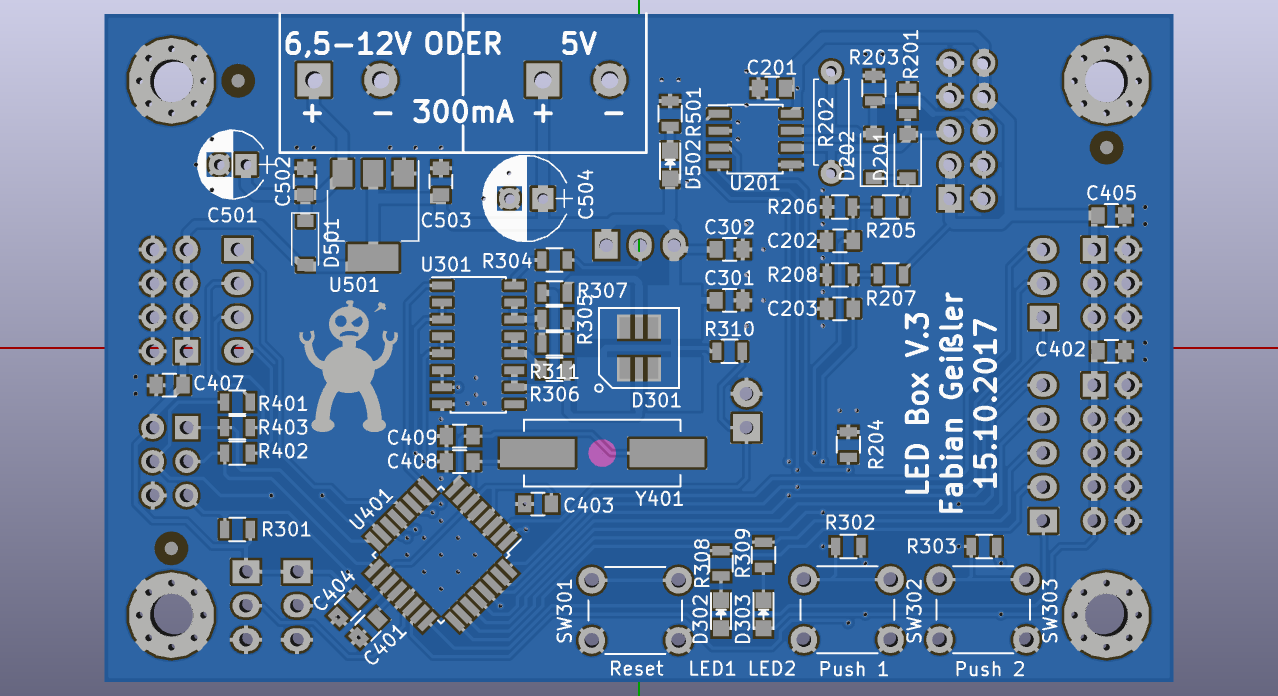 6,5-12V ODER 5V
+ - 300mA + -
C201
R203
R201
R501
R202
D502
D202
D201
U201
C501
C502
C503
C504
D501
U501
R206
R205
C202
R208
R207
C203
C405
C302
C301
R310
U301
R304
R307
R305
R311
R306
D301
C402
C407
R401
R403
R402
C409
C408
Y401
C403
R204
LED Box V.3
Fabian Geißler
15.10.2017
U401
R301
C404
C401
SW301
Reset
R308
R309
D302
D303
LED1 LED2
R302
R303
SW302
SW303
Push 1
Push 2